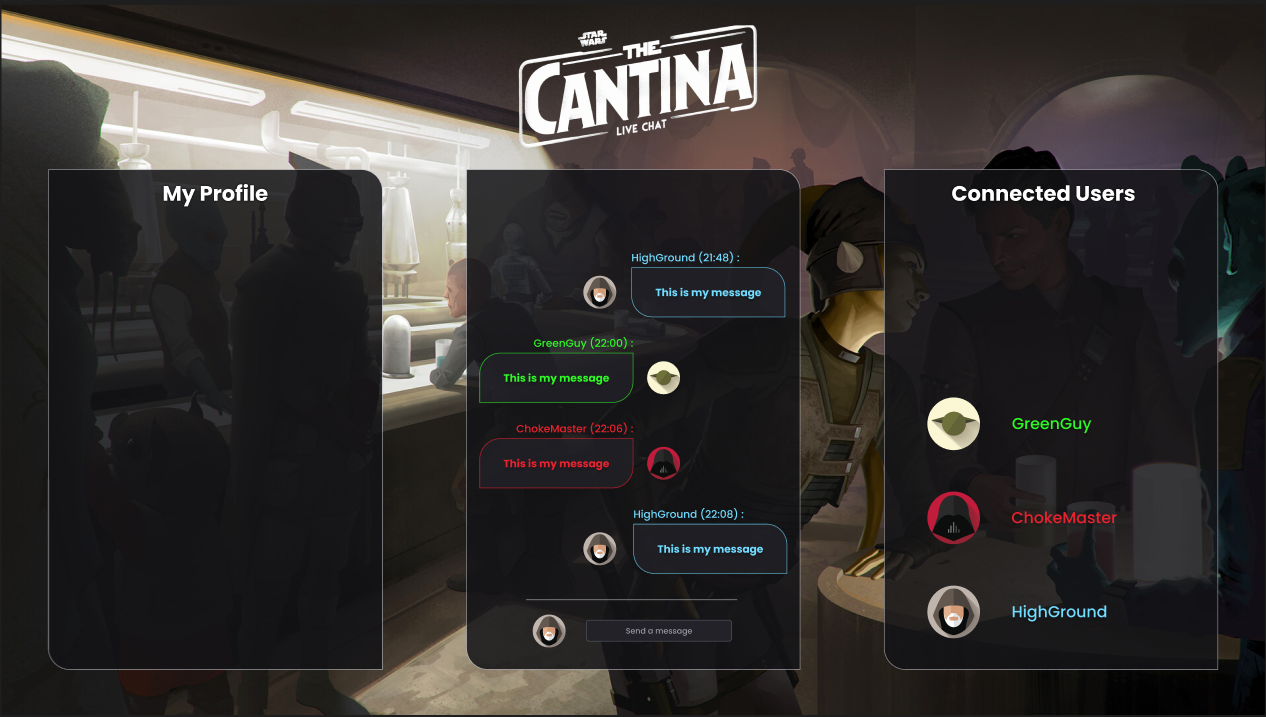 STAR
WARS
THE
CANTINA
LIVE CHAT
My Profile
HighGround (21:48) :
This is my message
GreenGuy (22:00) :
This is my message
ChokeMaster (22:06) :
This is my message
HighGround (22:08) :
This is my message
Send a message
Connected Users
GreenGuy
ChokeMaster
HighGround